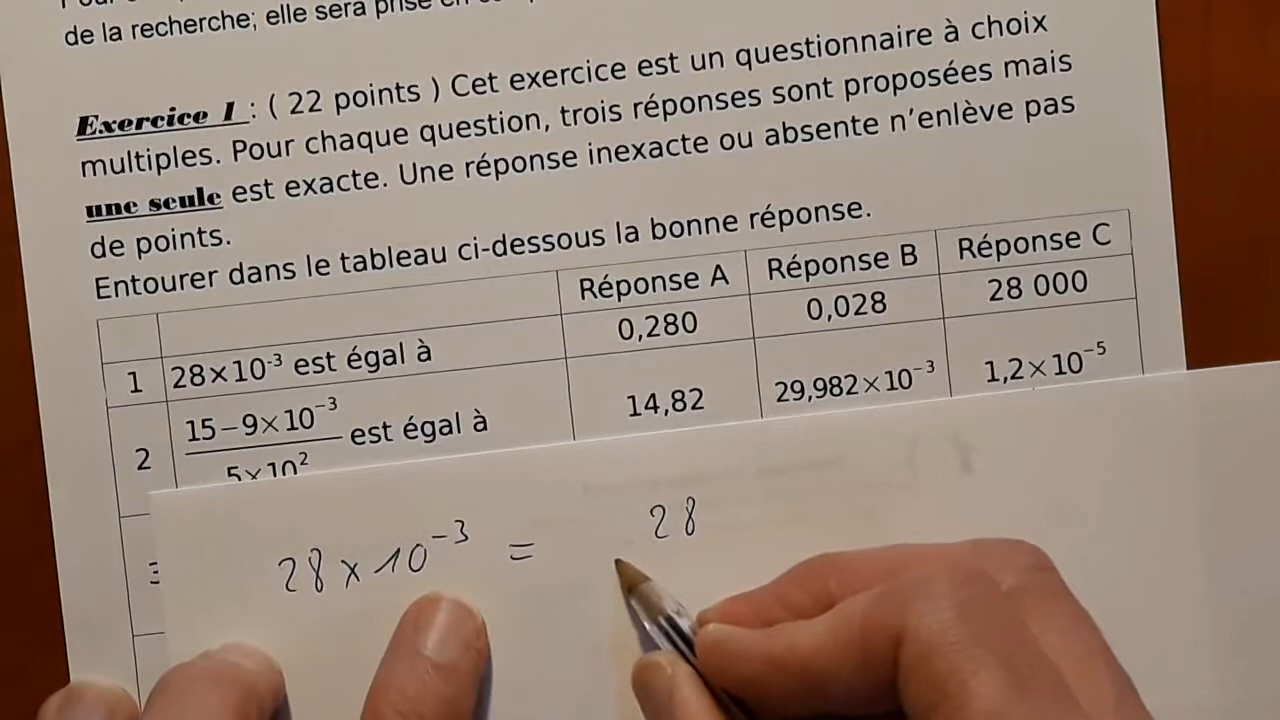 de la recherche; elle sera prise en
Exercice 1 : ( 22 points ) Cet exercice est un questionnaire à choix
multiples. Pour chaque question, trois réponses sont proposées mais
une seule est exacte. Une réponse inexacte ou absente n'enlève pas
de points.
Entourer dans le tableau ci-dessous la bonne réponse.
Réponse A Réponse B Réponse C
1 28×10⁻³ est égal à 0,280 0,028 28 000
2 (15−9×10⁻³)/(5×10²) est égal à 14,82 29,982×10⁻³ 1,2×10⁻⁵
28 × 10⁻³ = 28